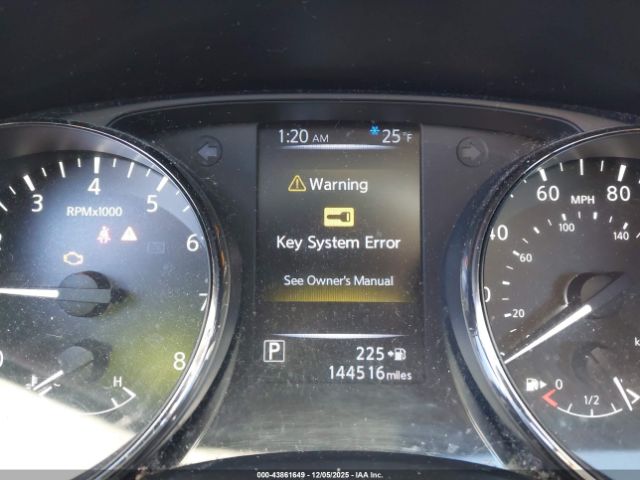 1:20 AM 25°F
Warning
Key System Error
See Owner's Manual
P 225
144516 miles
3 4 5 6 7 8
RPMx1000
H
60 80
MPH
40
100
140
60
20
0
1/2
000-43861649 - 12/05/2025 - IAA Inc.